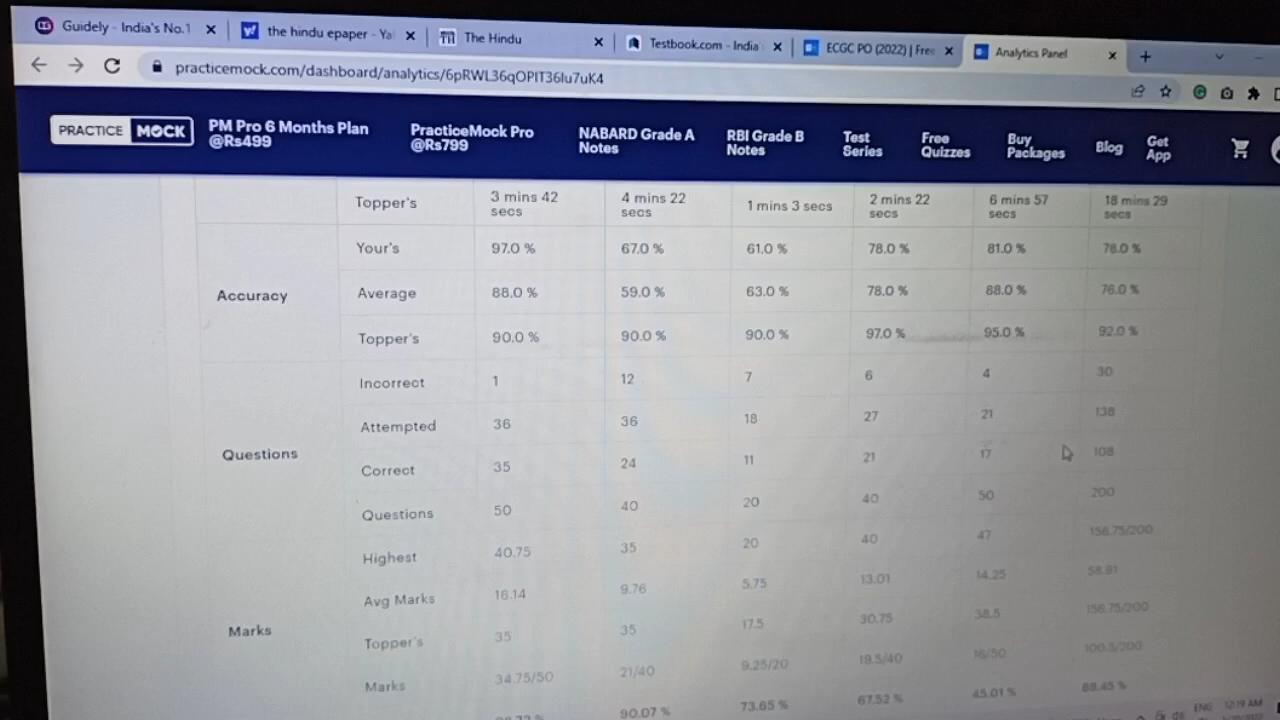 Guidely - India's No.1
the hindu epaper - Ya
The Hindu
Testbook.com - India
ECGC PO (2022) | Free
Analytics Panel
practicemock.com/dashboard/analytics/6pRWL36qOPIT36lu7uK4
PRACTICE MOCK
PM Pro 6 Months Plan @Rs499
PracticeMock Pro @Rs799
NABARD Grade A Notes
RBI Grade B Notes
Test Series
Free Quizzes
Buy Packages
Blog
Get App
Topper's 3 mins 42 secs 4 mins 22 secs 1 mins 3 secs 2 mins 22 secs 6 mins 57 secs 18 mins 29 secs
Accuracy
Your's 97.0 % 67.0 % 61.0 % 78.0 % 81.0 % 78.0 %
Average 88.0 % 59.0 % 63.0 % 78.0 % 88.0 % 76.0 %
Topper's 90.0 % 90.0 % 90.0 % 97.0 % 95.0 % 92.0 %
Questions
Incorrect 1 12 7 6 4 30
Attempted 36 36 18 27 21 138
Correct 35 24 11 21 17 108
Questions 50 40 20 40 50 200
Marks
Highest 40.75 35 20 40 47 156.75/200
Avg Marks 16.14 9.76 5.75 13.01 14.25 58.91
Topper's 35 35 17.5 30.75 38.5 156.75/200
Marks 34.75/50 21/40 9.25/20 19.5/40 16/50 100.5/200
90.07 % 73.65 % 67.52 % 45.01 % 88.45 %
ENG 12:19 AM